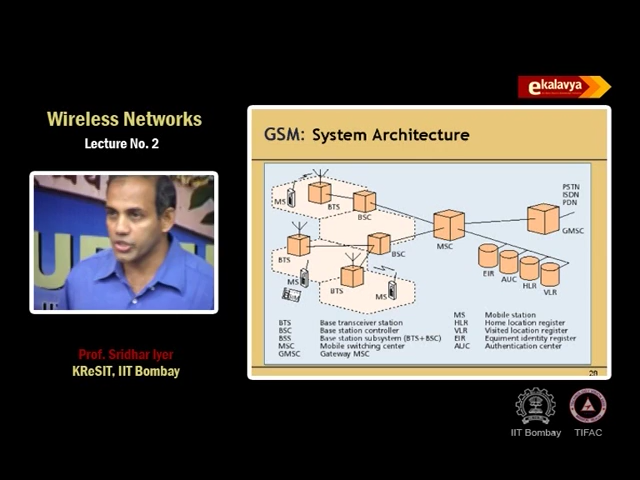 ekalavya
Wireless Networks
Lecture No. 2
Prof. Sridhar Iyer
KReSIT, IIT Bombay
GSM: System Architecture
MS
BTS
BSC
PSTN
ISDN
PDN
GMSC
MSC
BTS
BSC
EIR
AUC
HLR
VLR
MS
BTS
MS
BTS Base transceiver station
BSC Base station controller
BSS Base station subsystem (BTS+BSC)
MSC Mobile switching center
GMSC Gateway MSC
MS Mobile station
HLR Home location register
VLR Visited location register
EIR Equiment identity register
AUC Authentication center
20
IIT Bombay
TIFAC